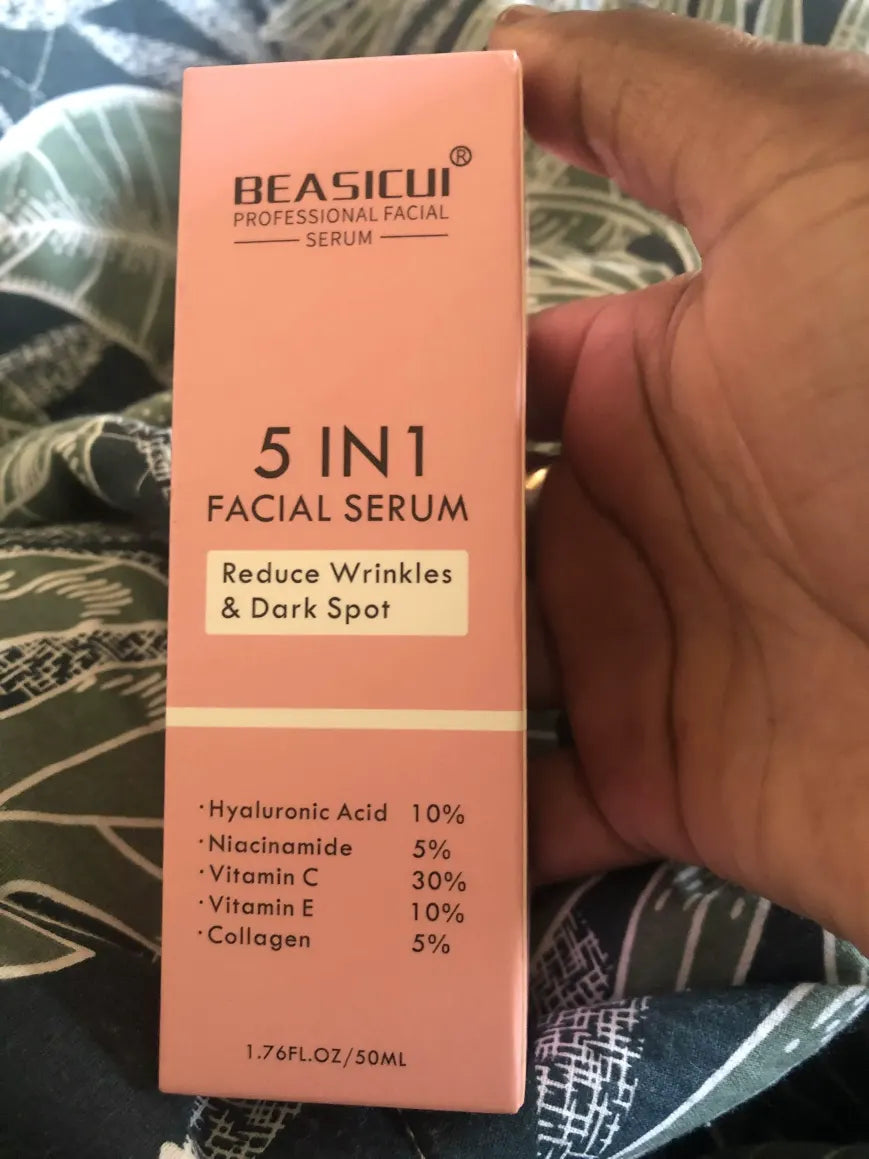 BEASICUI®
PROFESSIONAL FACIAL
SERUM
5 IN1
FACIAL SERUM
Reduce Wrinkles
& Dark Spot
·Hyaluronic Acid 10%
·Niacinamide 5%
·Vitamin C 30%
·Vitamin E 10%
·Collagen 5%
1.76FL.OZ/50ML